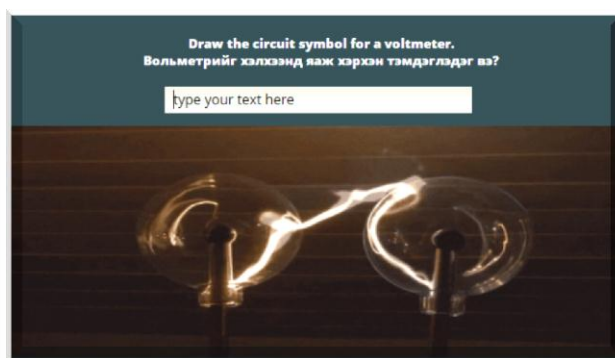 Draw the circuit symbol for a voltmeter.
Вольметрийг хэлхээнд яаж хэрхэн тэмдэглэдэг вэ?
type your text here